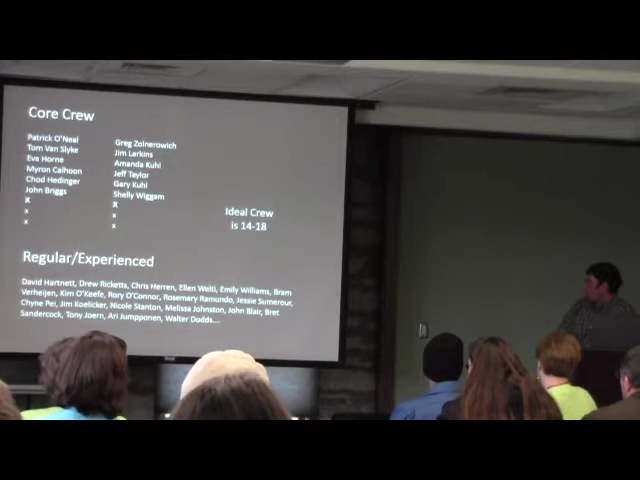 Core Crew
Patrick O'Neal
Tom Van Slyke
Eva Horne
Myron Calhoon
Chod Hedinger
John Briggs
X
x
x
Greg Zolnerowich
Jim Larkins
Amanda Kuhl
Jeff Taylor
Gary Kuhl
Shelly Wiggam
X
x
x
Ideal Crew
is 14-18
Regular/Experienced
David Hartnett, Drew Ricketts, Chris Herren, Ellen Welti, Emily Williams, Bram
Verheijen, Kim O'Keefe, Rory O'Connor, Rosemary Ramundo, Jessie Sumerour,
Chyne Pei, Jim Koelicker, Nicole Stanton, Melissa Johnston, John Blair, Bret
Sandercock, Tony Joern, Ari Jumpponen, Walter Dodds....